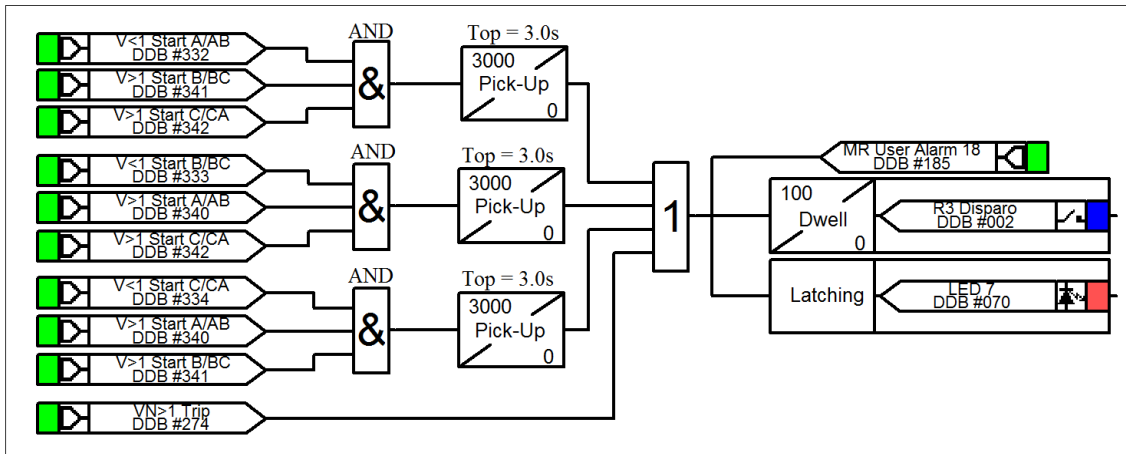 V<1 Start A/AB
DDB #332
V>1 Start B/BC
DDB #341
V>1 Start C/CA
DDB #342
AND
&
Top = 3.0s
3000
Pick-Up
0
V<1 Start B/BC
DDB #333
V>1 Start A/AB
DDB #340
V>1 Start C/CA
DDB #342
AND
&
Top = 3.0s
3000
Pick-Up
0
V<1 Start C/CA
DDB #334
V>1 Start A/AB
DDB #340
V>1 Start B/BC
DDB #341
AND
&
Top = 3.0s
3000
Pick-Up
0
VN>1 Trip
DDB #274
1
MR User Alarm 18
DDB #185
100
Dwell
0
R3 Disparo
DDB #002
Latching
LED 7
DDB #070